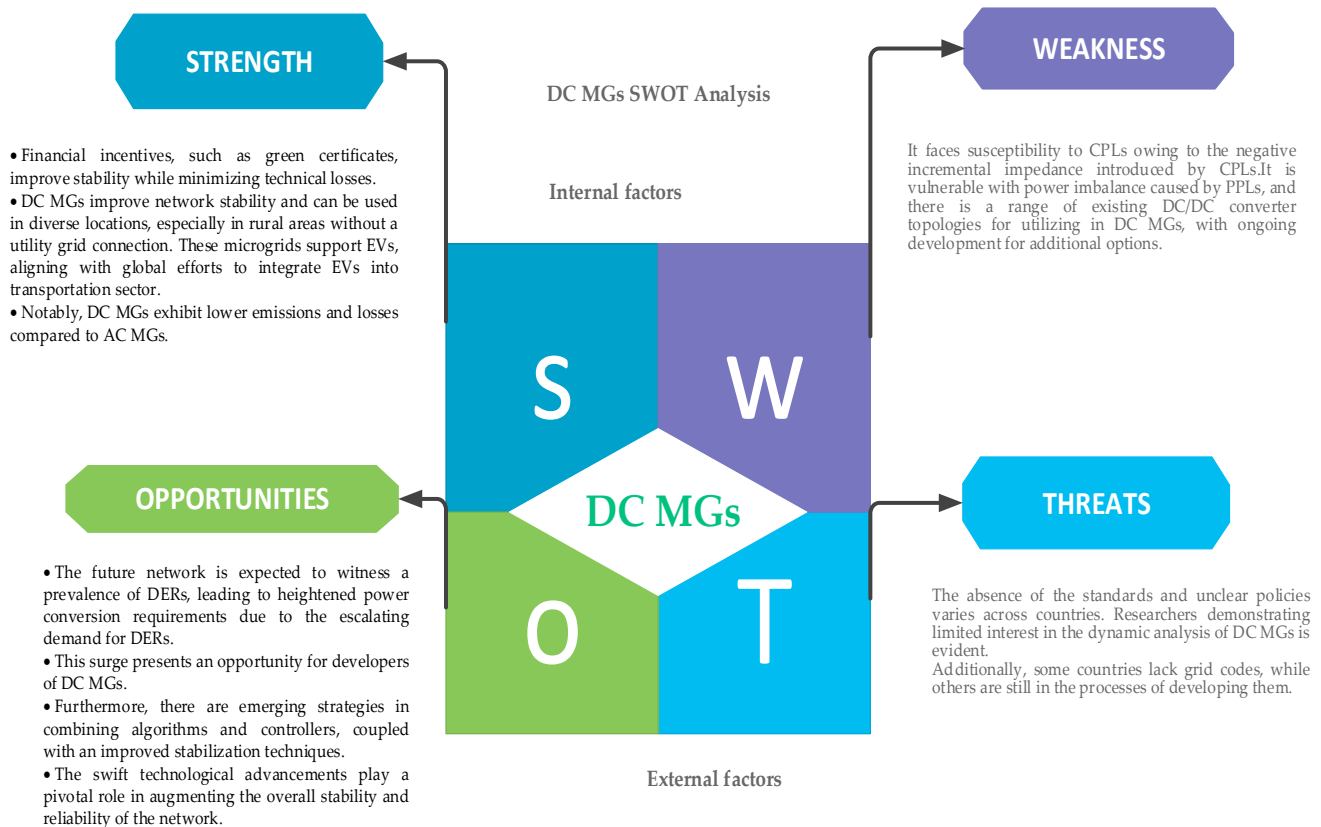 STRENGTH
• Financial incentives, such as green certificates,
improve stability while minimizing technical losses.
• DC MGs improve network stability and can be used
in diverse locations, especially in rural areas without a
utility grid connection. These microgrids support EVs,
aligning with global efforts to integrate EVs into
transportation sector.
• Notably, DC MGs exhibit lower emissions and losses
compared to AC MGs.
DC MGs SWOT Analysis
Internal factors
WEAKNESS
It faces susceptibility to CPLs owing to the negative
incremental impedance introduced by CPLs.It is
vulnerable with power imbalance caused by PPLs, and
there is a range of existing DC/DC converter
topologies for utilizing in DC MGs, with ongoing
development for additional options.
S
W
DC MGs
O
T
OPPORTUNITIES
• The future network is expected to witness a
prevalence of DERs, leading to heightened power
conversion requirements due to the escalating
demand for DERs.
• This surge presents an opportunity for developers
of DC MGs.
• Furthermore, there are emerging strategies in
combining algorithms and controllers, coupled
with an improved stabilization techniques.
• The swift technological advancements play a
pivotal role in augmenting the overall stability and
reliability of the network.
THREATS
The absence of the standards and unclear policies
varies across countries. Researchers demonstrating
limited interest in the dynamic analysis of DC MGs is
evident.
Additionally, some countries lack grid codes, while
others are still in the processes of developing them.
External factors